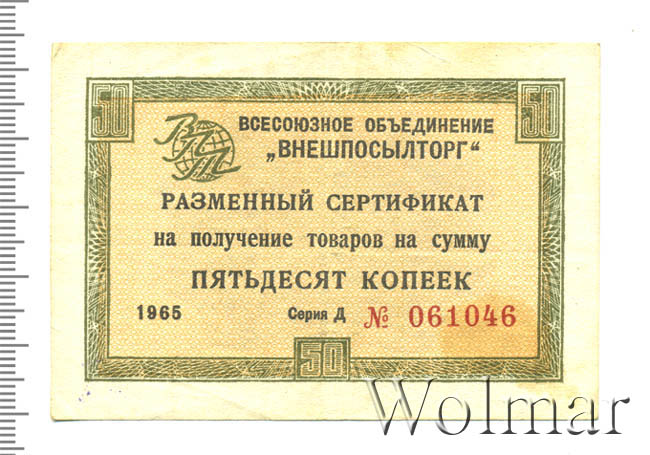 50 50
ВПТ
ВСЕСОЮЗНОЕ ОБЪЕДИНЕНИЕ
„ВНЕШПОСЫЛТОРГ“
РАЗМЕННЫЙ СЕРТИФИКАТ
на получение товаров на сумму
ПЯТЬДЕСЯТ КОПЕЕК
1965 Серия Д № 061046
50
Wolmar